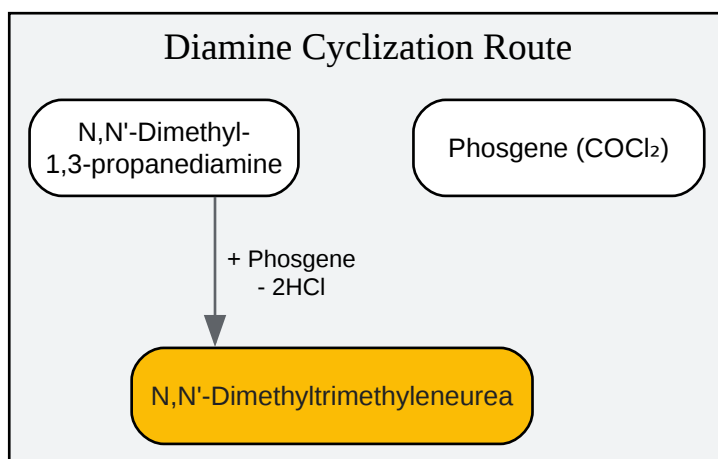 Diamine Cyclization Route
N,N'-Dimethyl-
1,3-propanediamine
Phosgene (COCl₂)
+ Phosgene
- 2HCl
N,N'-Dimethyltrimethyleneurea